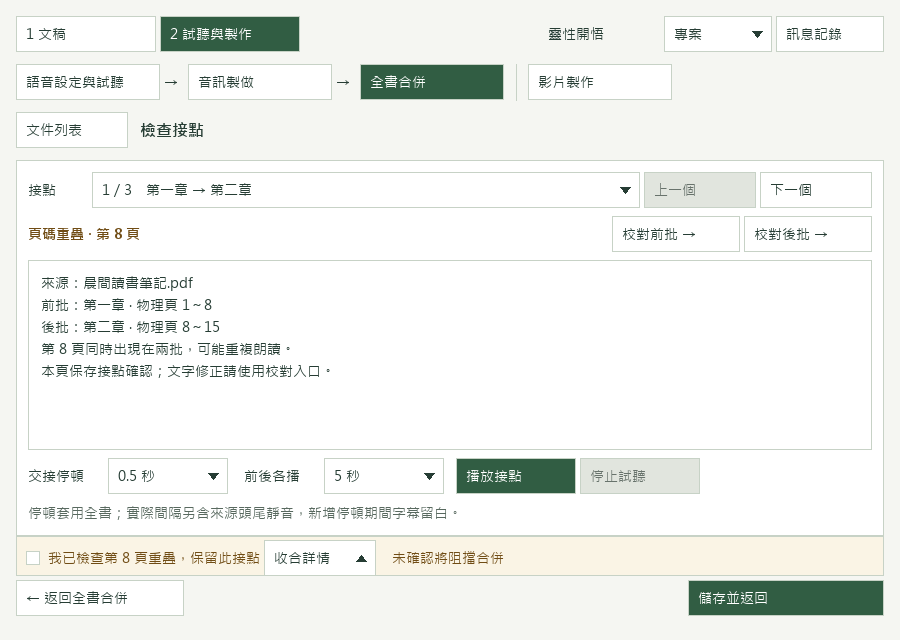 1 文稿 2 試聽與製作 靈性開悟 專案 訊息記錄
語音設定與試聽 → 音訊製做 → 全書合併 影片製作
文件列表 檢查接點
接點 1 / 3 第一章 → 第二章 上一個 下一個
頁碼重疊 · 第 8 頁 校對前批 → 校對後批 →
來源：晨間讀書筆記.pdf
前批：第一章 · 物理頁 1～8
後批：第二章 · 物理頁 8～15
第 8 頁同時出現在兩批，可能重複朗讀。
本頁保存接點確認；文字修正請使用校對入口。
交接停頓 0.5 秒 前後各播 5 秒 播放接點 停止試聽
停頓套用全書；實際間隔另含來源頭尾靜音，新增停頓期間字幕留白。
我已檢查第 8 頁重疊，保留此接點 收合詳情 未確認將阻擋合併
← 返回全書合併 儲存並返回